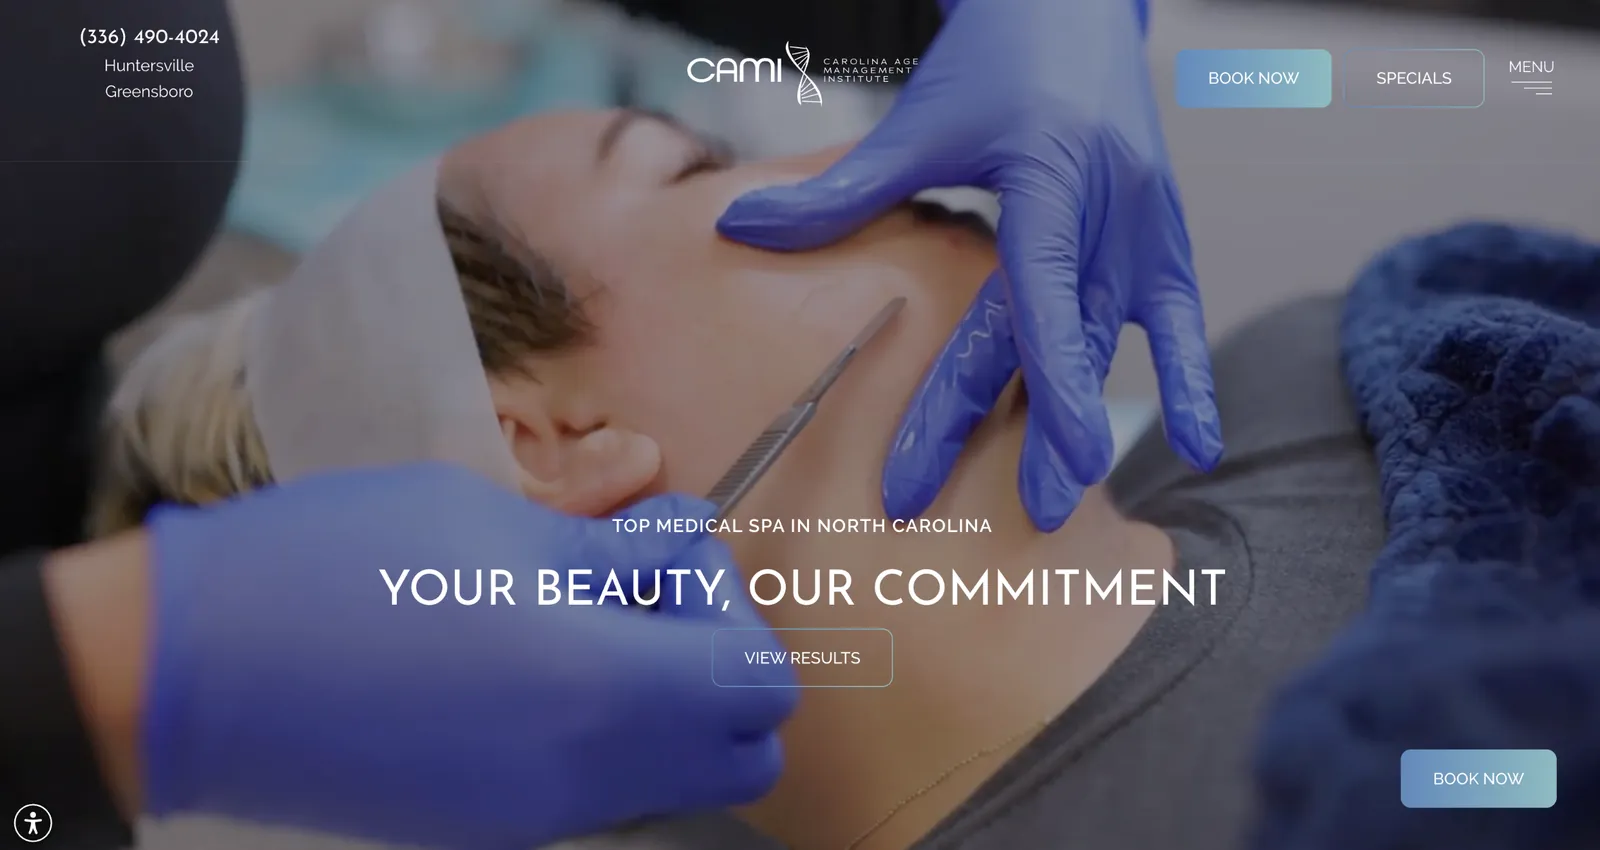 (336) 490-4024
Huntersville
Greensboro
CAMI
CAROLINA AGE
MANAGEMENT
INSTITUTE
BOOK NOW
SPECIALS
MENU
TOP MEDICAL SPA IN NORTH CAROLINA
YOUR BEAUTY, OUR COMMITMENT
VIEW RESULTS
BOOK NOW